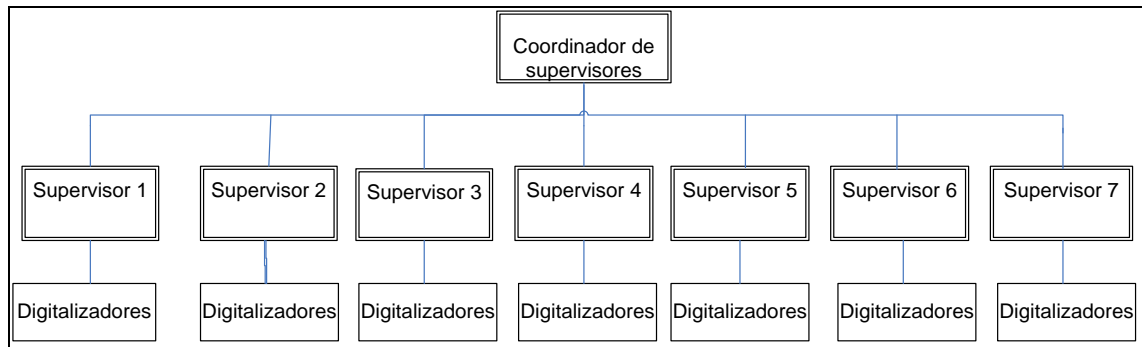 Coordinador de
supervisores
Supervisor 1
Supervisor 2
Supervisor 3
Supervisor 4
Supervisor 5
Supervisor 6
Supervisor 7
Digitalizadores
Digitalizadores
Digitalizadores
Digitalizadores
Digitalizadores
Digitalizadores
Digitalizadores